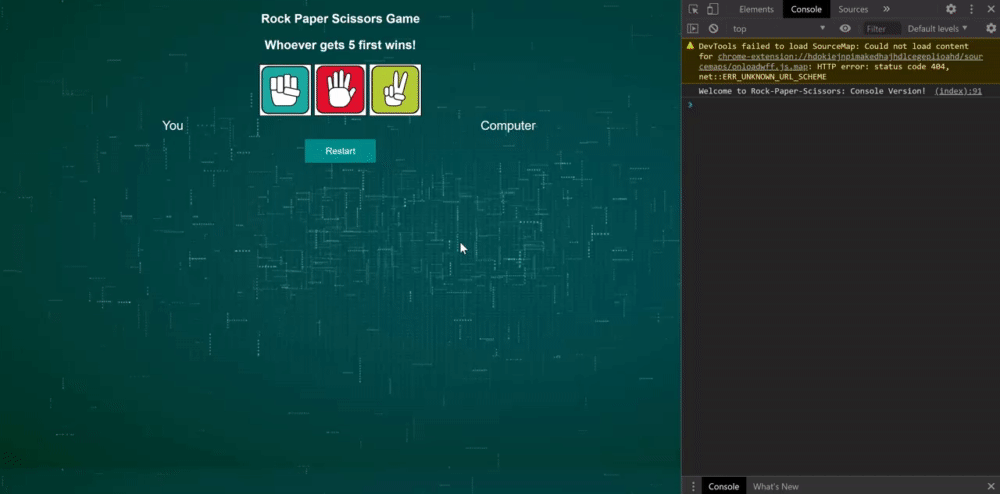 Rock Paper Scissors Game
Whoever gets 5 first wins!
You
Computer
Restart
Elements
Console
Sources
»
top
Filter
Default levels
DevTools failed to load SourceMap: Could not load content
for chrome-extension://hdokiejnpimakedhajhdlcegeplioahd/sour
cemaps/onloadwff.js.map: HTTP error: status code 404,
net::ERR_UNKNOWN_URL_SCHEME
Welcome to Rock-Paper-Scissors: Console Version! (index):91
Console
What's New